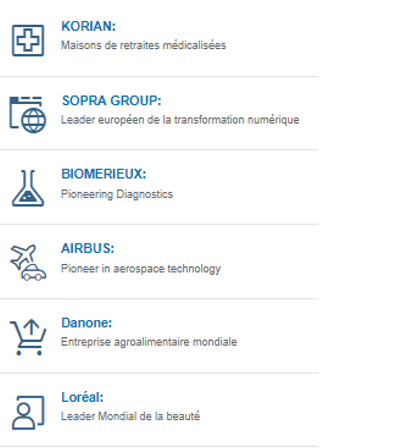 KORIAN:
Maisons de retraites médicalisées
SOPRA GROUP:
Leader européen de la transformation numérique
BIOMERIEUX:
Pioneering Diagnostics
AIRBUS:
Pioneer in aerospace technology
Danone:
Entreprise agroalimentaire mondiale
Loréal:
Leader Mondial de la beauté